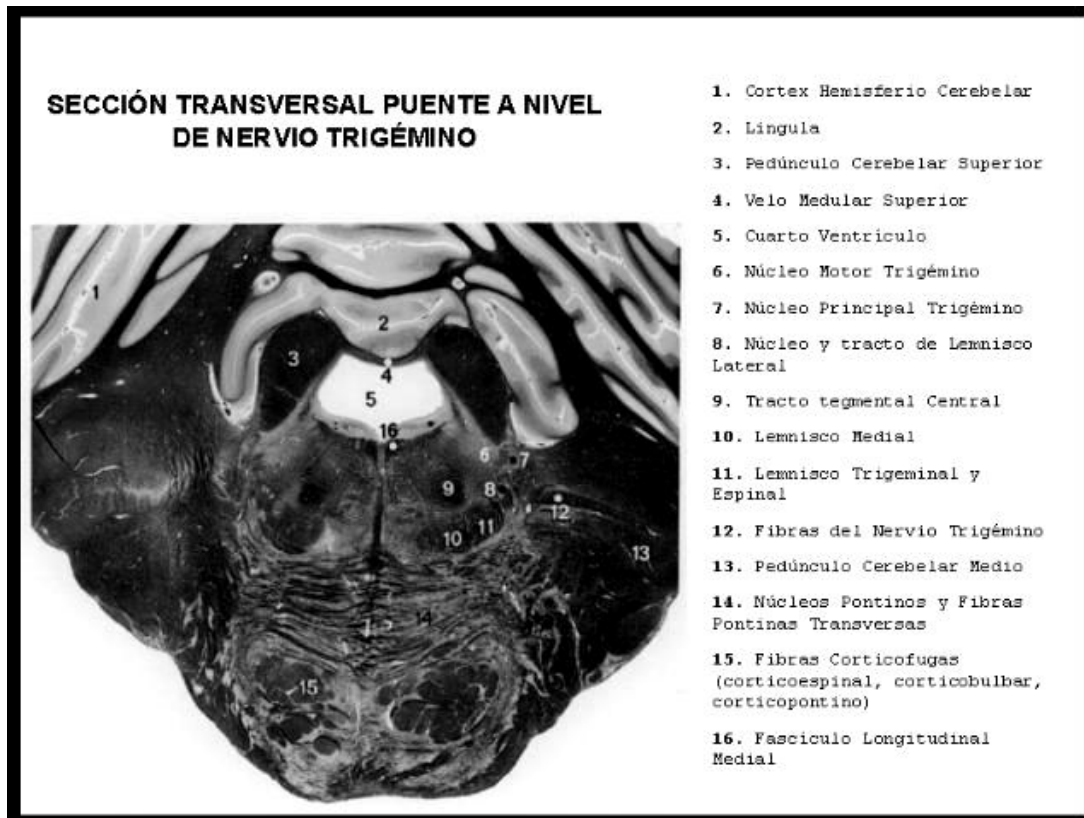 SECCIÓN TRANSVERSAL PUENTE A NIVEL
DE NERVIO TRIGÉMINO
1. Cortex Hemisferio Cerebelar
2. Lingula
3. Pedúnculo Cerebelar Superior
4. Velo Medular Superior
5. Cuarto Ventrículo
6. Núcleo Motor Trigémino
7. Núcleo Principal Trigémino
8. Núcleo y tracto de Lemnisco
Lateral
9. Tracto tegmental Central
10. Lemnisco Medial
11. Lemnisco Trigeminal y
Espinal
12. Fibras del Nervio Trigémino
13. Pedúnculo Cerebelar Medio
14. Núcleos Pontinos y Fibras
Pontinas Transversas
15. Fibras Corticofugas
(corticoespinal, corticobulbar,
corticopontino)
16. Fasciculo Longitudinal
Medial
1
2
3
4
5
16
6
7
9
8
12
11
10
13
14
15